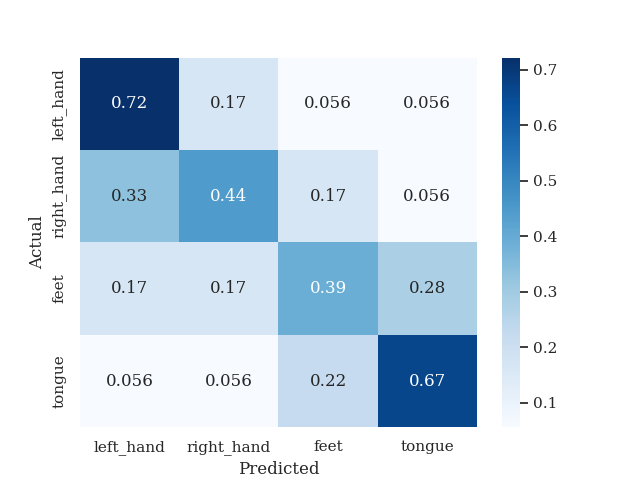 left_hand 0.72 0.17 0.056 0.056
right_hand 0.33 0.44 0.17 0.056
feet 0.17 0.17 0.39 0.28
tongue 0.056 0.056 0.22 0.67
Actual
left_hand right_hand feet tongue
Predicted
0.7
0.6
0.5
0.4
0.3
0.2
0.1